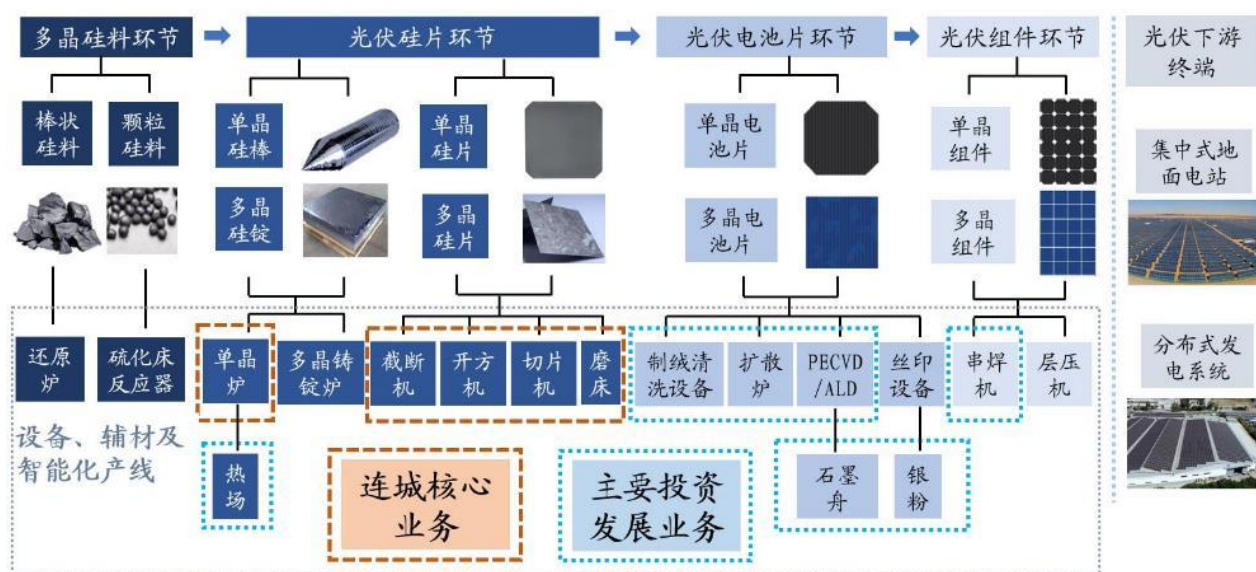 多晶硅料环节
光伏硅片环节
光伏电池片环节
光伏组件环节
光伏下游
终端
棒状
硅料
颗粒
硅料
单晶
硅棒
单晶
硅片
单晶电
池片
单晶
组件
集中式地
面电站
多晶
硅锭
多晶
硅片
多晶电
池片
多晶
组件
还原
炉
硫化床
反应器
单晶
炉
多晶铸
锭炉
截断
机
开方
机
切片
机
磨
床
制绒清
洗设备
扩散
炉
PECVD
/ALD
丝印
设备
串焊
机
层压
机
分布式发
电系统
设备、辅材及
智能化产线
热
场
连城核心
业务
主要投资
发展业务
石墨
舟
银
粉